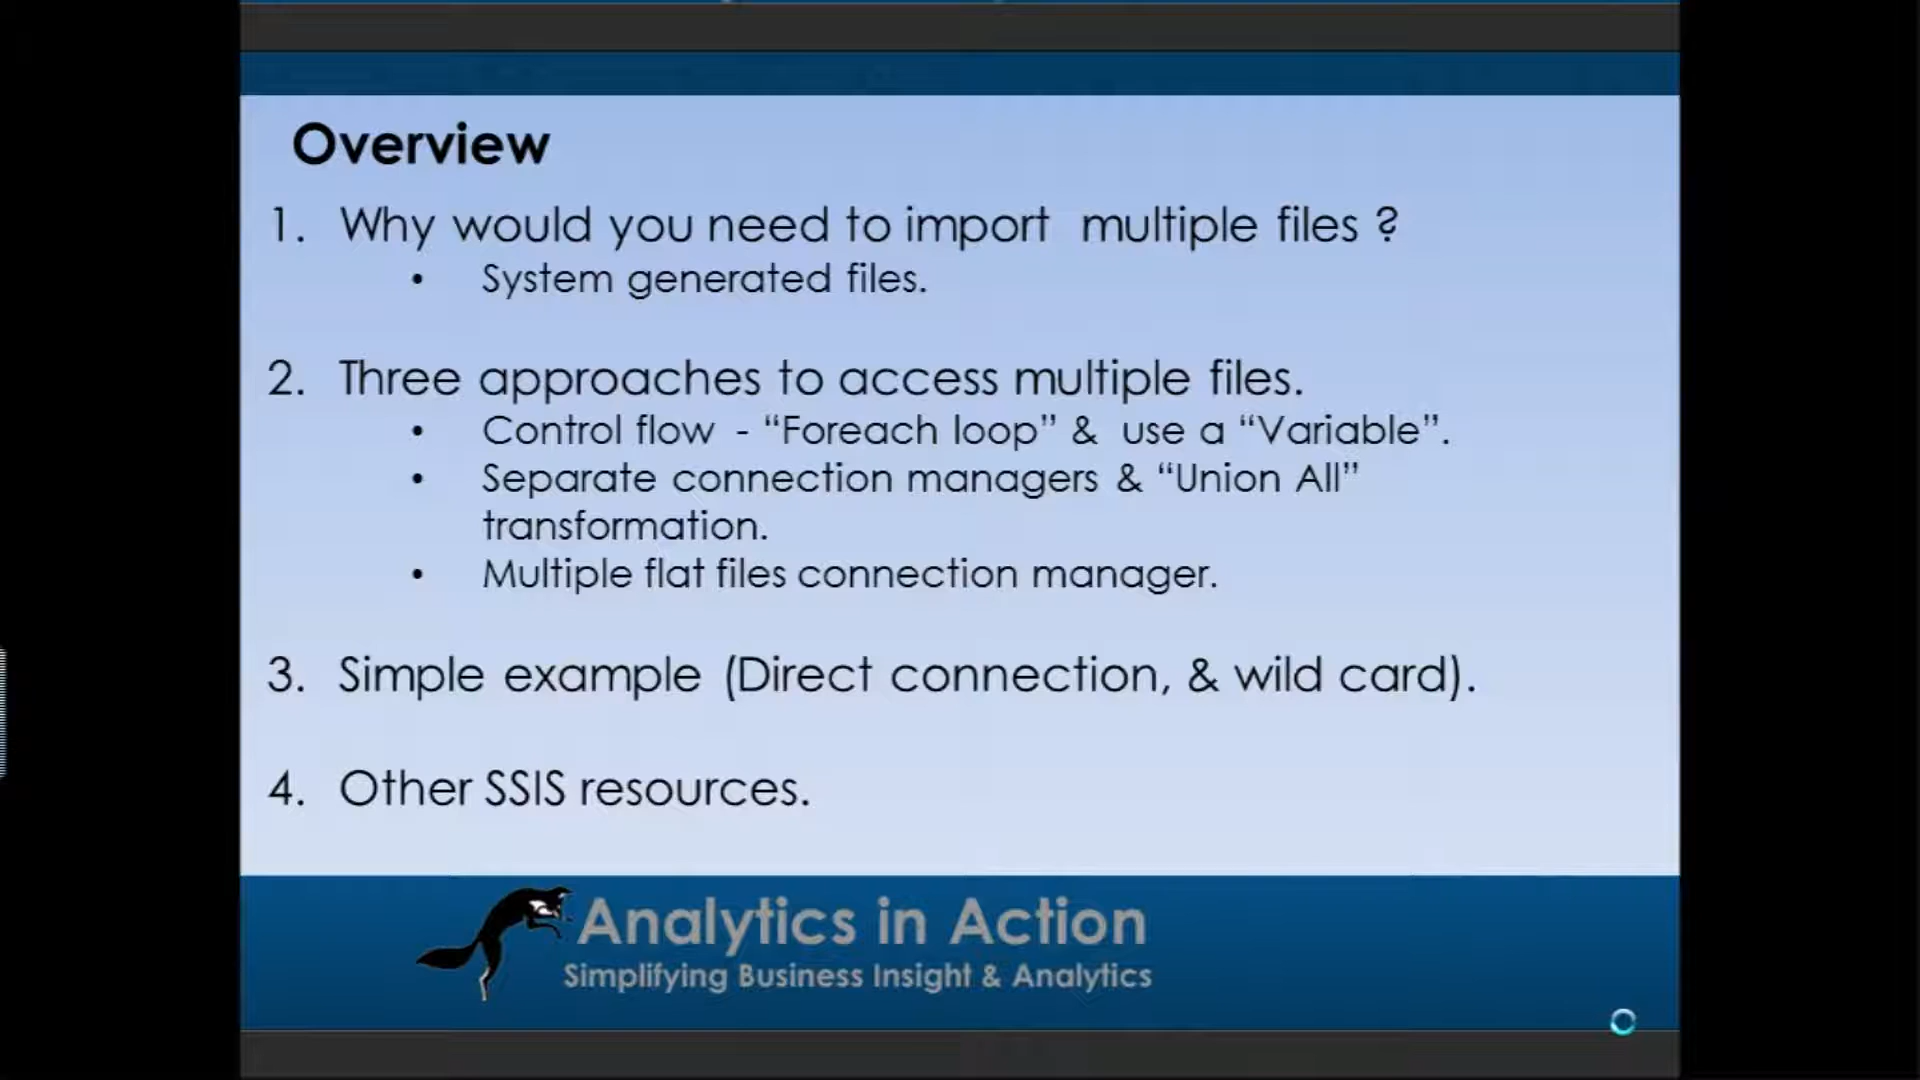 Overview
1. Why would you need to import multiple files ?
• System generated files.
2. Three approaches to access multiple files.
• Control flow - “Foreach loop” & use a “Variable”.
• Separate connection managers & “Union All”
transformation.
• Multiple flat files connection manager.
3. Simple example (Direct connection, & wild card).
4. Other SSIS resources.
Analytics in Action
Simplifying Business Insight & Analytics